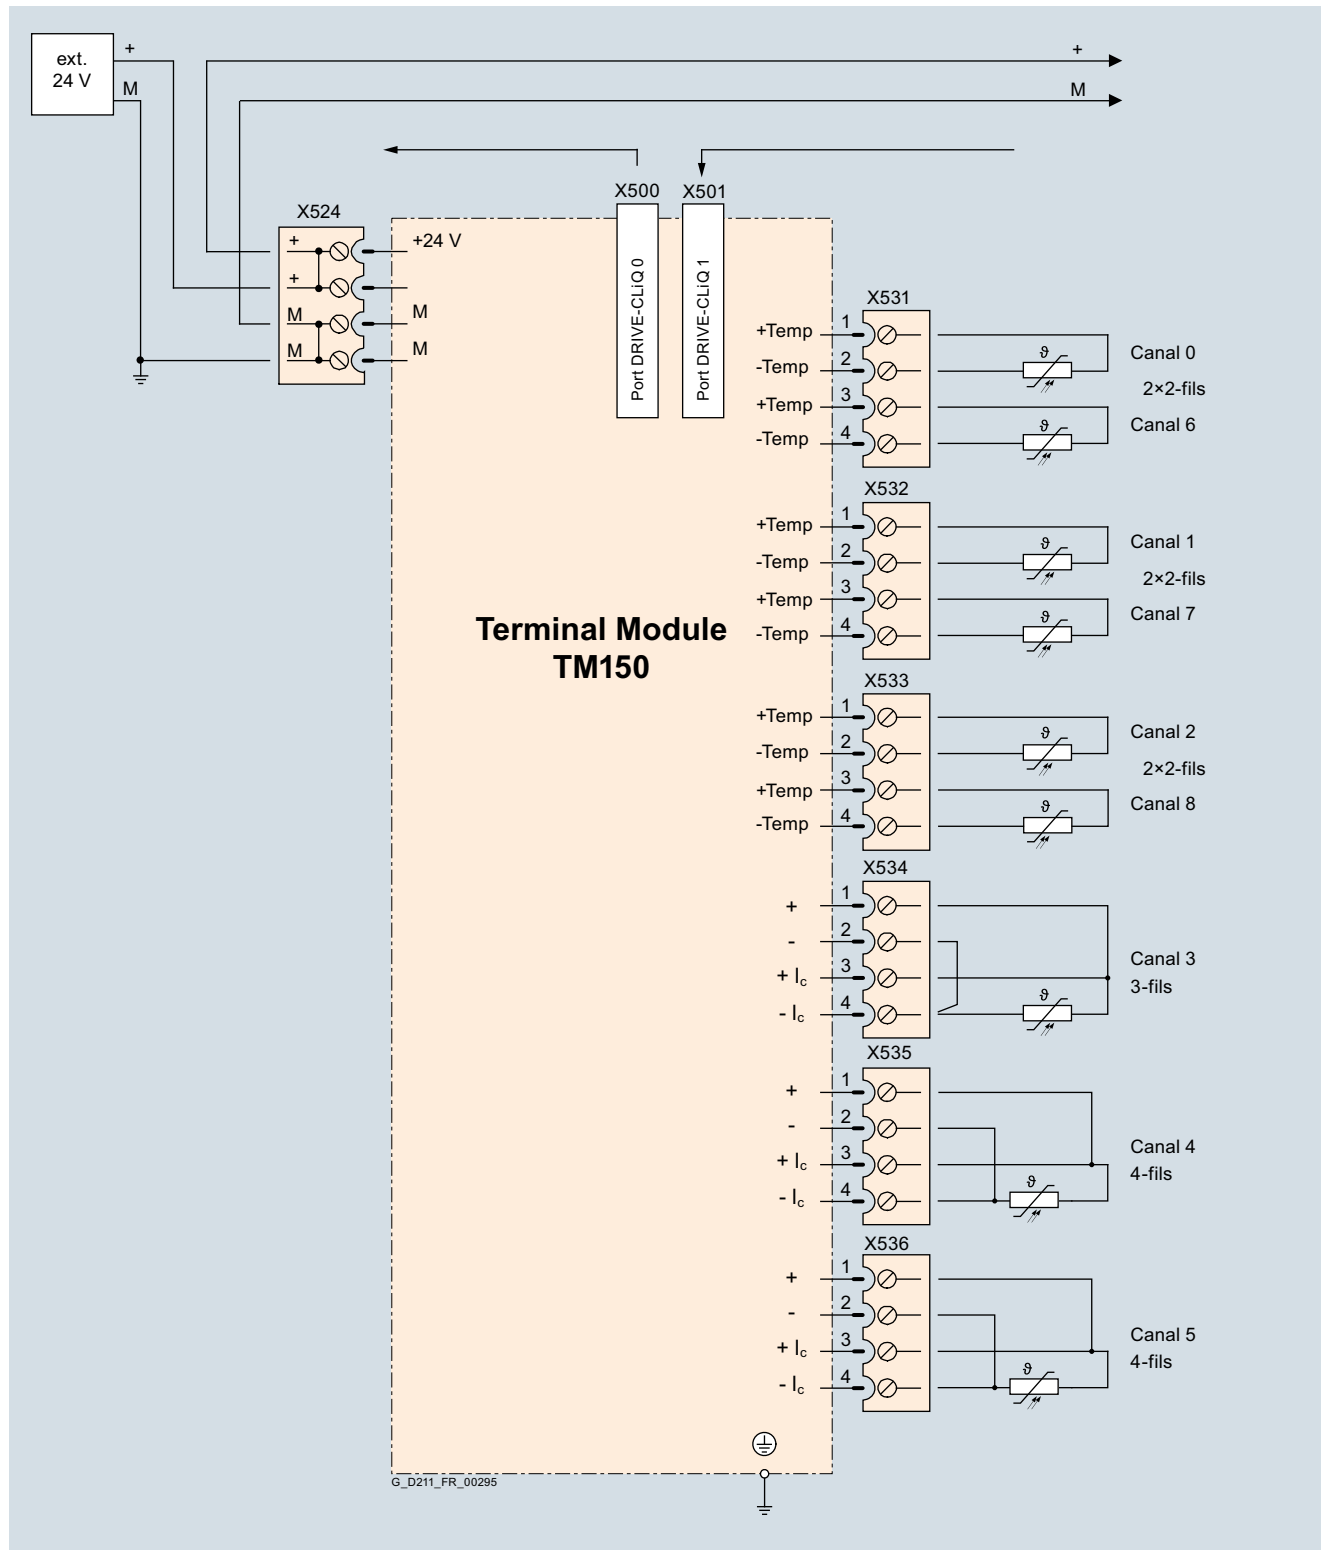 ext.
24 V
+
M
+
M
X500
X501
X524
+
+
M
M
+24 V
M
M
Port DRIVE-CLiQ 0
Port DRIVE-CLiQ 1
Terminal Module
TM150
X531
+Temp 1
-Temp 2
+Temp 3
-Temp 4
ϑ
ϑ
Canal 0
2×2-fils
Canal 6
X532
+Temp 1
-Temp 2
+Temp 3
-Temp 4
ϑ
ϑ
Canal 1
2×2-fils
Canal 7
X533
+Temp 1
-Temp 2
+Temp 3
-Temp 4
ϑ
ϑ
Canal 2
2×2-fils
Canal 8
X534
+ 1
- 2
+ Ic 3
- Ic 4
ϑ
Canal 3
3-fils
X535
+ 1
- 2
+ Ic 3
- Ic 4
ϑ
Canal 4
4-fils
X536
+ 1
- 2
+ Ic 3
- Ic 4
ϑ
Canal 5
4-fils
G_D211_FR_00295